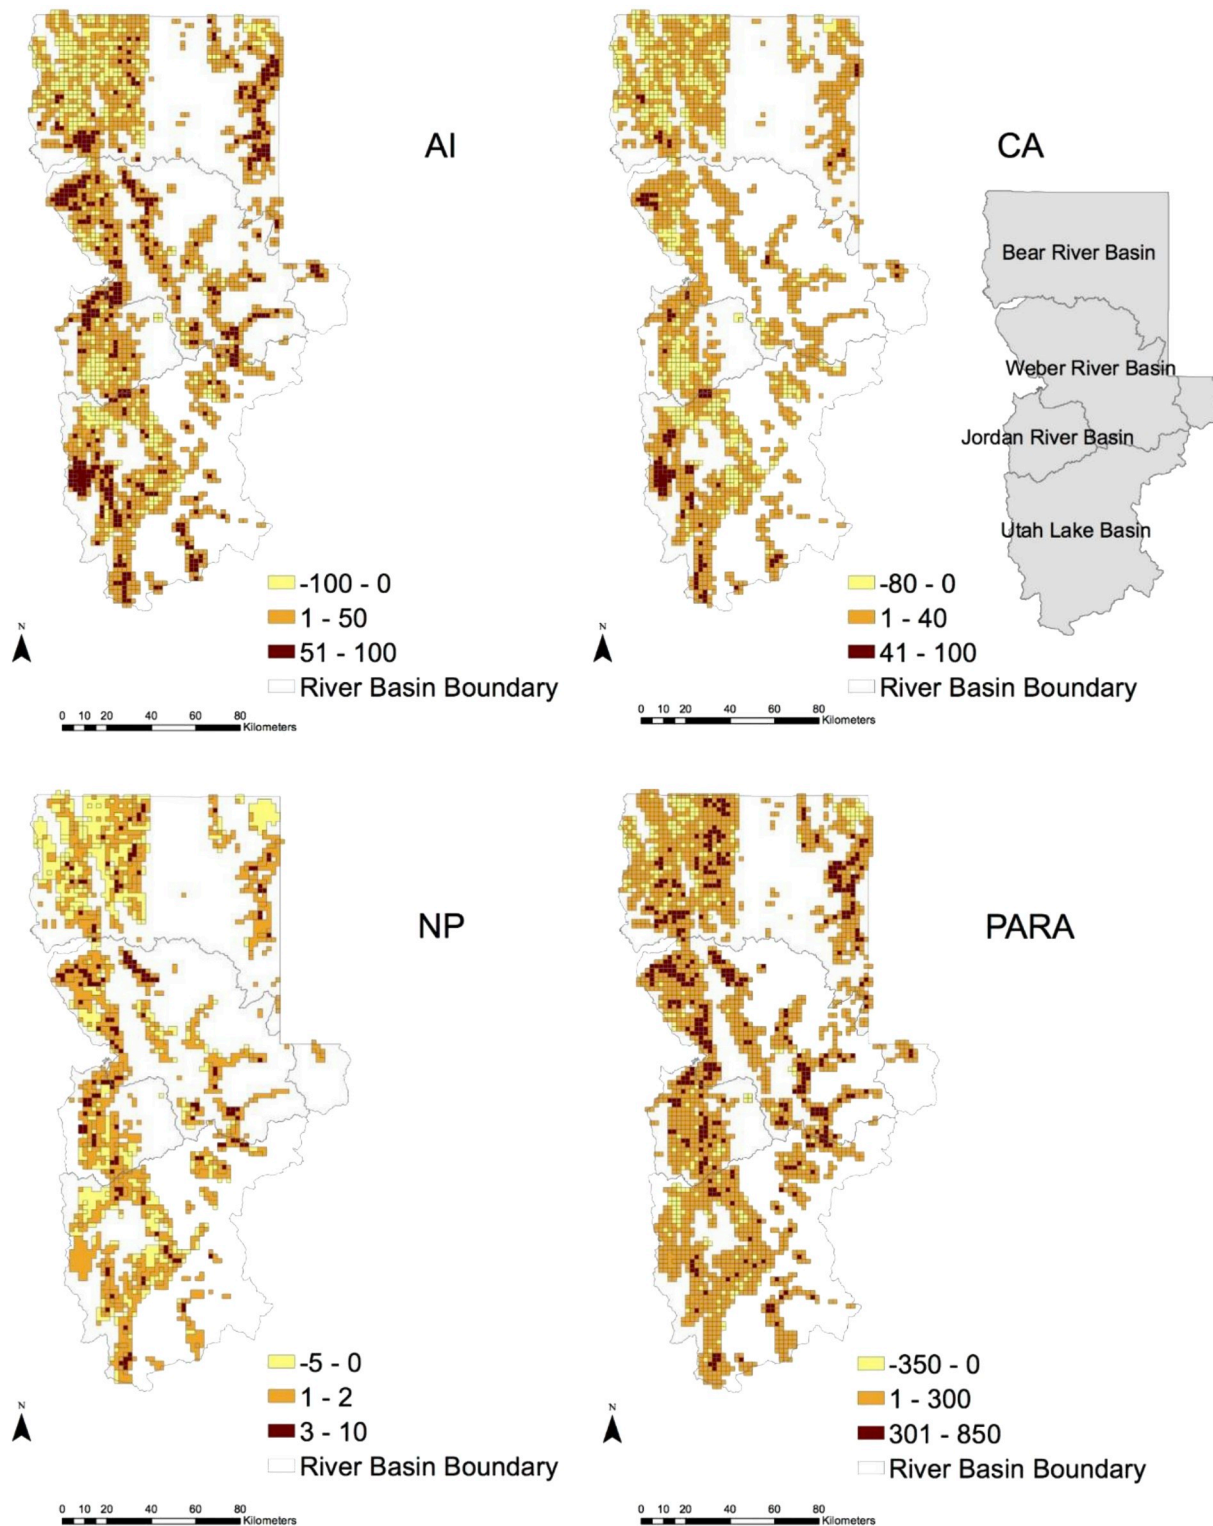 AI
-100 - 0
1 - 50
51 - 100
River Basin Boundary
N
0 10 20 40 60 80
Kilometers
CA
-80 - 0
1 - 40
41 - 100
River Basin Boundary
N
0 10 20 40 60 80
Kilometers
Bear River Basin
Weber River Basin
Jordan River Basin
Utah Lake Basin
NP
-5 - 0
1 - 2
3 - 10
River Basin Boundary
N
0 10 20 40 60 80
Kilometers
PARA
-350 - 0
1 - 300
301 - 850
River Basin Boundary
N
0 10 20 40 60 80
Kilometers